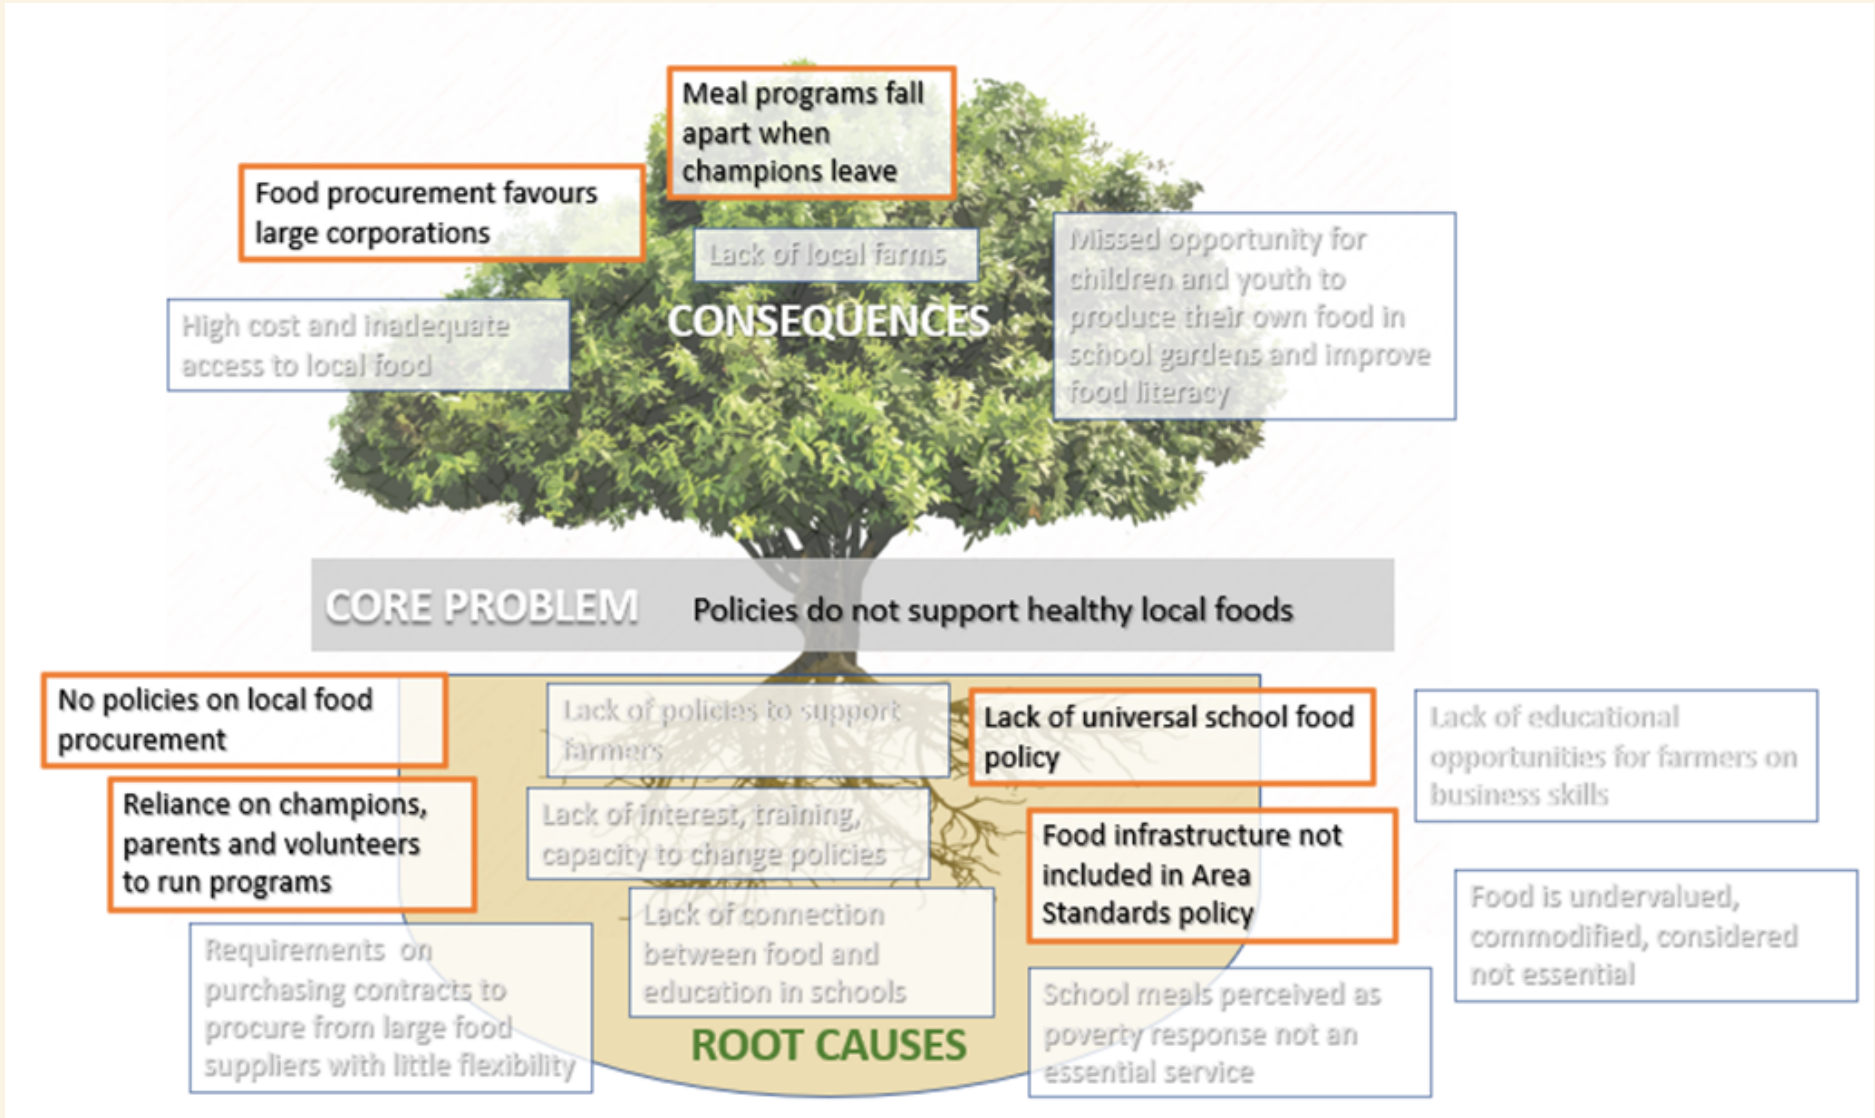 Meal programs fall
apart when
champions leave
Food procurement favours
large corporations
Lack of local farms
Missed opportunity for
children and youth to
produce their own food in
school gardens and improve
food literacy
High cost and inadequate
access to local food
CONSEQUENCES
CORE PROBLEM
Policies do not support healthy local foods
No policies on local food
procurement
Lack of policies to support
farmers
Lack of universal school food
policy
Lack of educational
opportunities for farmers on
business skills
Reliance on champions,
parents and volunteers
to run programs
Lack of interest, training,
capacity to change policies
Food infrastructure not
included in Area
Standards policy
Food is undervalued,
commodified, considered
not essential
Requirements on
purchasing contracts to
procure from large food
suppliers with little flexibility
Lack of connection
between food and
education in schools
School meals perceived as
poverty response not an
essential service
ROOT CAUSES